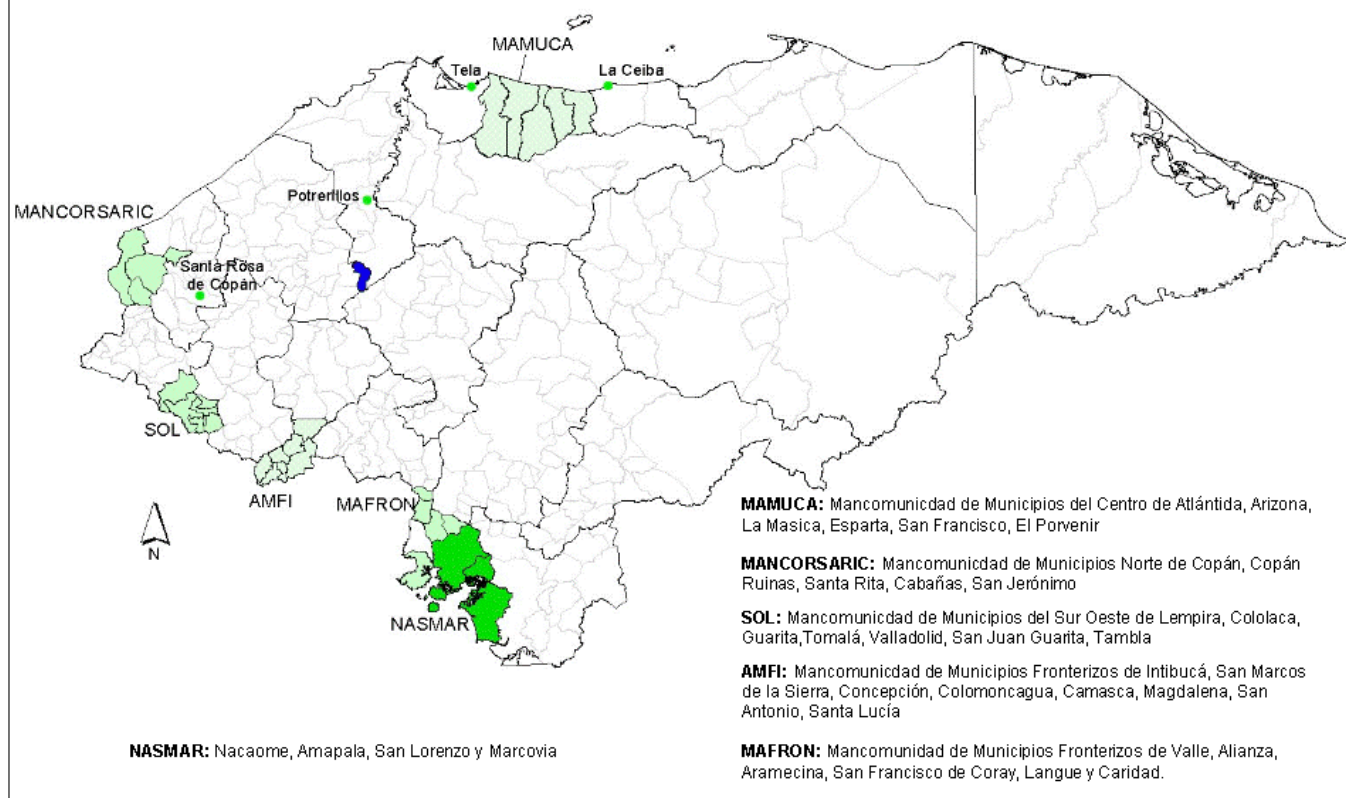 MAMUCA
Tela
La Ceiba
Potrerillos
MANCORSARIC
Santa Rosa
de Copán
SOL
AMFI
MAFRON
N
NASMAR
MAMUCA: Mancomunicdad de Municipios del Centro de Atlántida, Arizona,
La Masica, Esparta, San Francisco, El Porvenir
MANCORSARIC: Mancomunicdad de Municipios Norte de Copán, Copán
Ruinas, Santa Rita, Cabañas, San Jerónimo
SOL: Mancomunicdad de Municipios del Sur Oeste de Lempira, Cololaca,
Guarita,Tomalá, Valladolid, San Juan Guarita, Tambla
AMFI: Mancomunicdad de Municipios Fronterizos de Intibucá, San Marcos
de la Sierra, Concepción, Colomoncagua, Camasca, Magdalena, San
Antonio, Santa Lucía
NASMAR: Nacaome, Amapala, San Lorenzo y Marcovia
MAFRON: Mancomunidad de Municipios Fronterizos de Valle, Alianza,
Aramecina, San Francisco de Coray, Langue y Caridad.